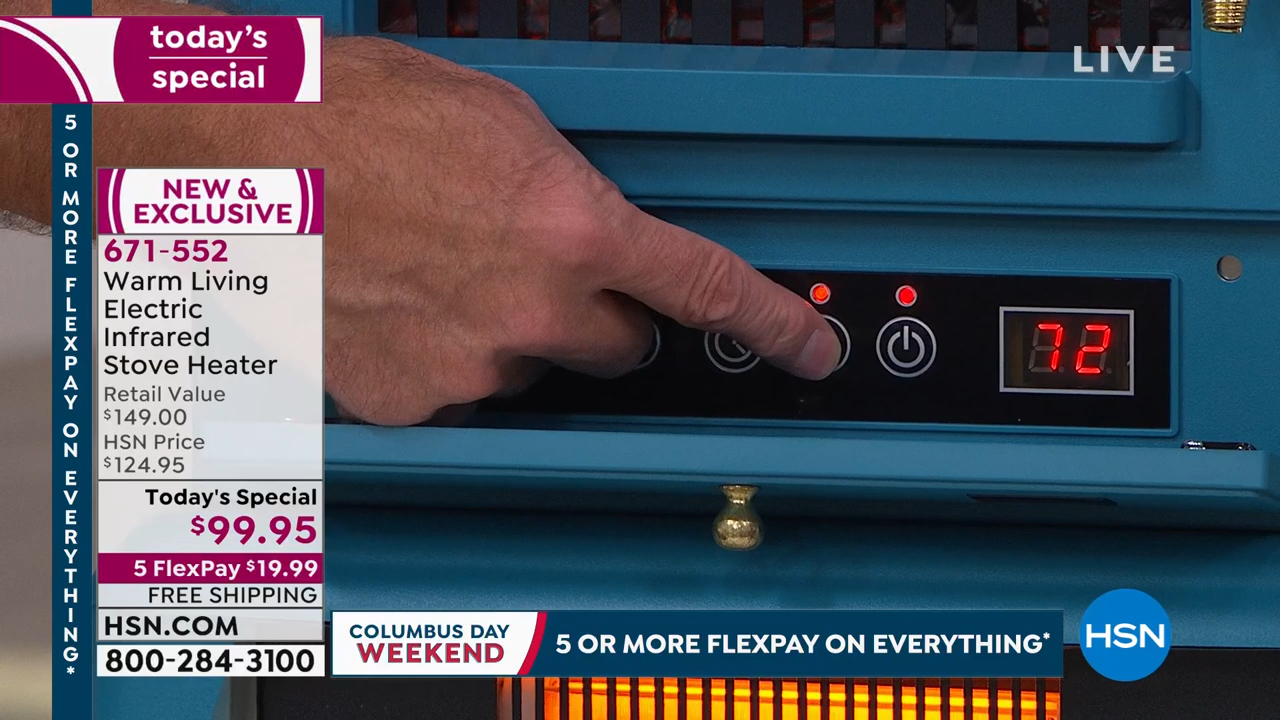 today's
special
LIVE
5 OR MORE FLEXPAY ON EVERYTHING*
NEW &
EXCLUSIVE
671-552
Warm Living
Electric
Infrared
Stove Heater
Retail Value
$149.00
HSN Price
$124.95
Today's Special
$99.95
5 FlexPay $19.99
FREE SHIPPING
HSN.COM
800-284-3100
72
COLUMBUS DAY
WEEKEND
5 OR MORE FLEXPAY ON EVERYTHING*
HSN